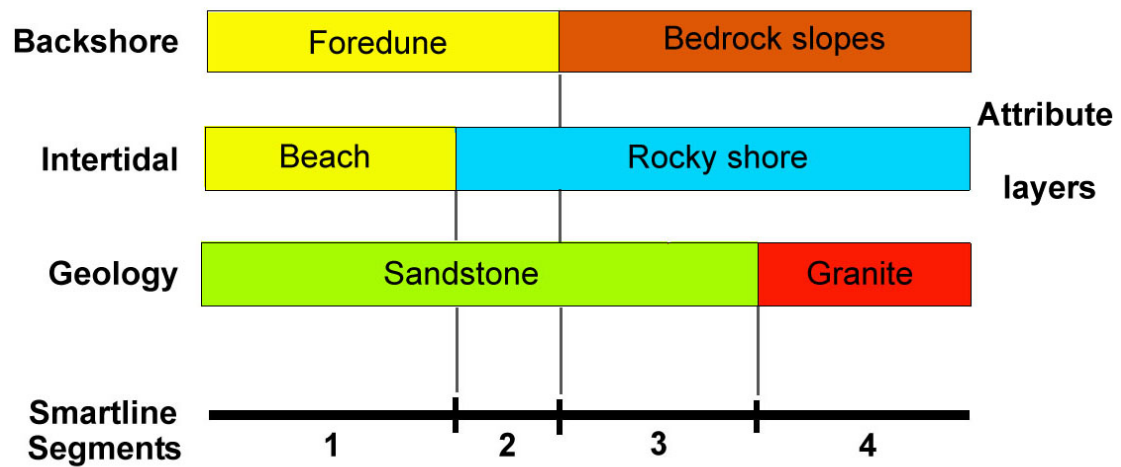 Backshore
Foredune
Bedrock slopes
Attribute
Intertidal
Beach
Rocky shore
layers
Geology
Sandstone
Granite
Smartline
Segments
1
2
3
4